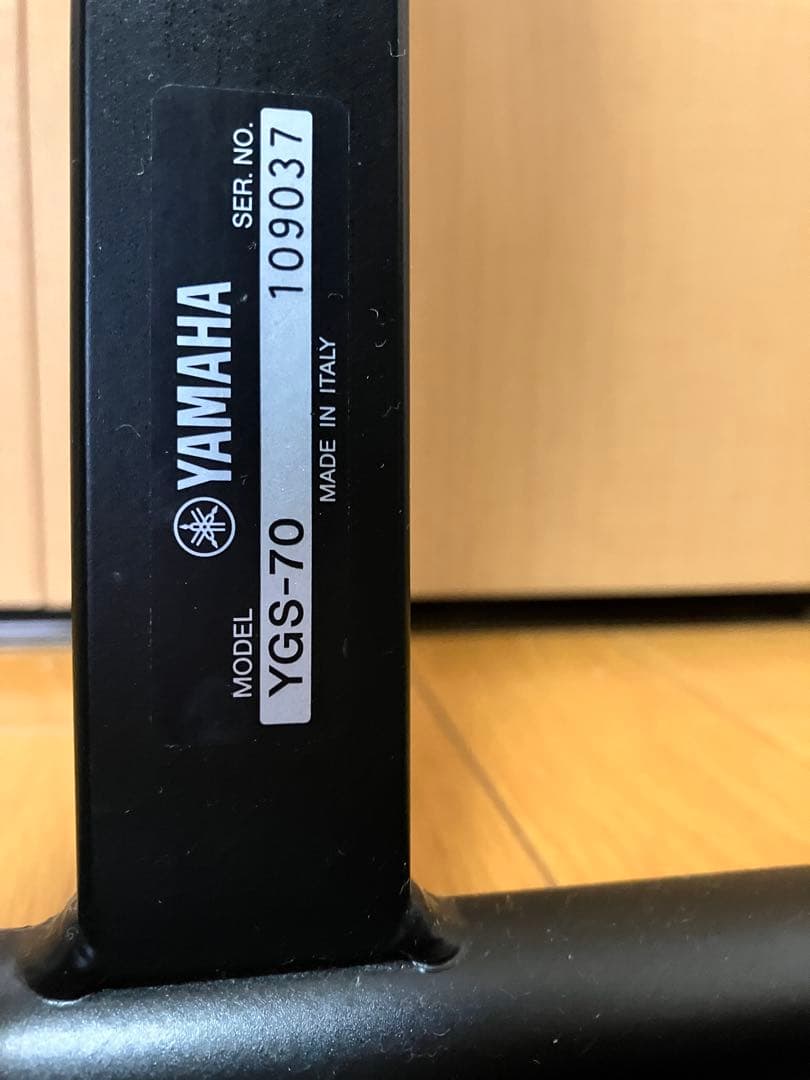 YAMAHA
MODEL SER. NO.
YGS-70 109037
MADE IN ITALY